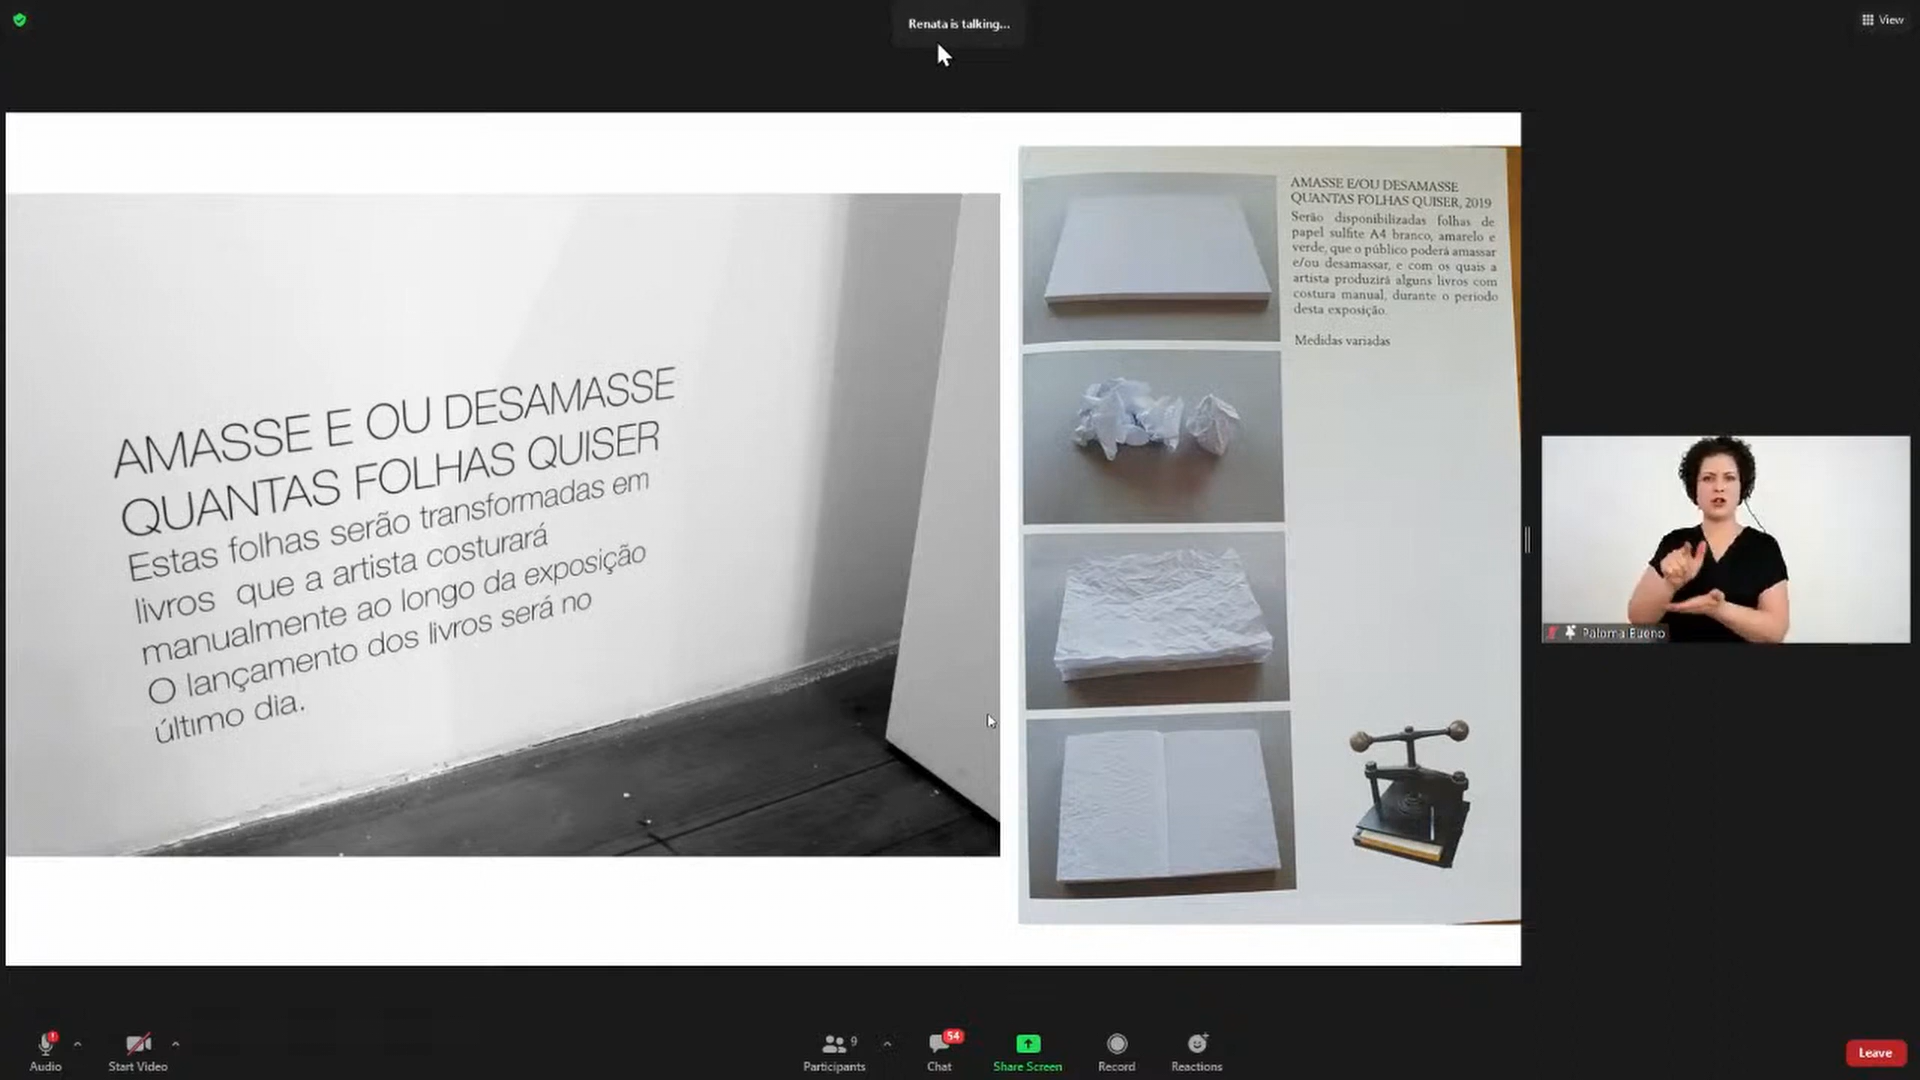 Renata is talking...
View
AMASSE E OU DESAMASSE
QUANTAS FOLHAS QUISER
Estas folhas serão transformadas em
livros que a artista costurará
manualmente ao longo da exposição
O lançamento dos livros será no
último dia.
AMASSE E/OU DESAMASSE
QUANTAS FOLHAS QUISER, 2019
Serão disponibilizadas folhas de
papel sulfite A4 branco, amarelo e
verde, que o público poderá amassar
e/ou desamassar, e com os quais a
artista produzirá alguns livros com
costura manual, durante o período
desta exposição.
Medidas variadas
Paloma Bueno
Audio
Start Video
9
Participants
54
Chat
Share Screen
Record
Reactions
Leave